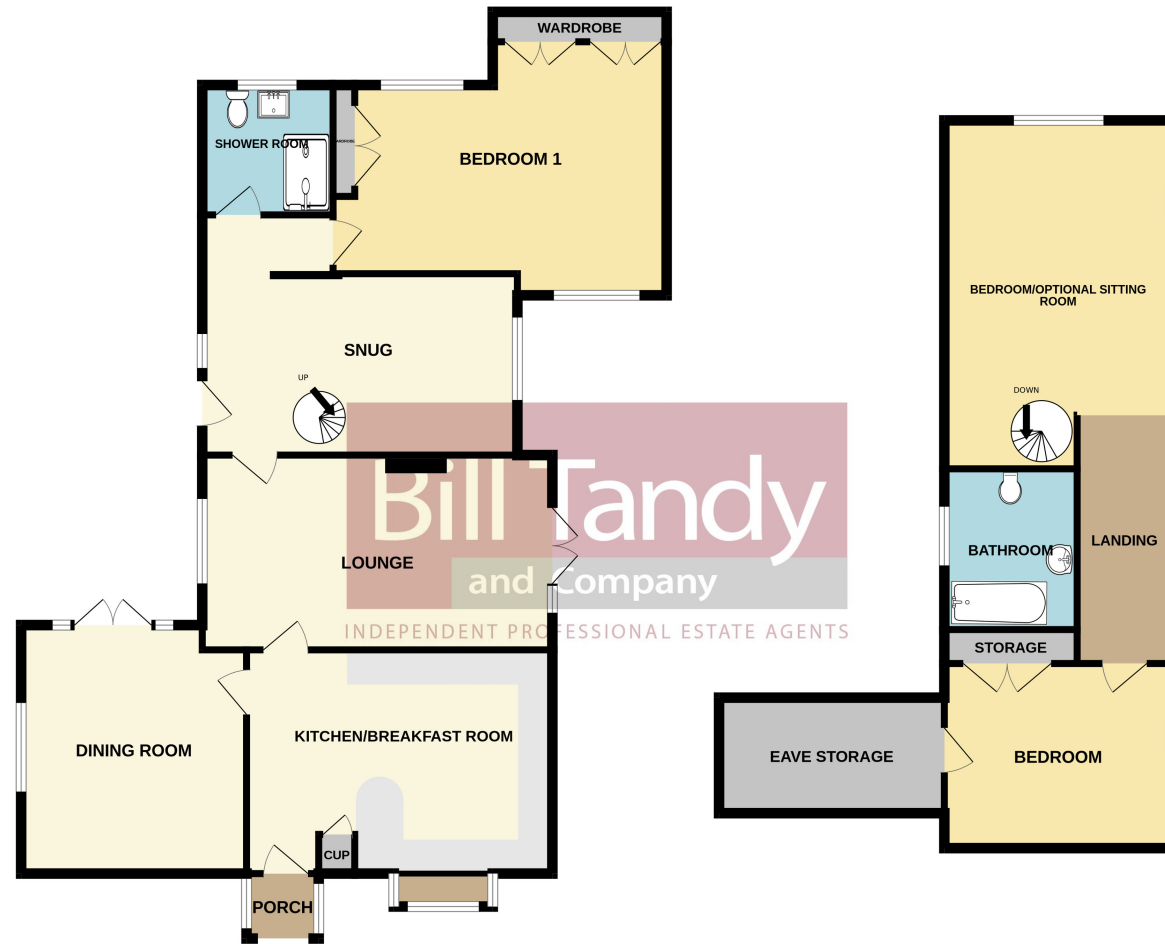 WARDROBE
SHOWER ROOM
BEDROOM 1
SNUG
UP
LOUNGE
DINING ROOM
KITCHEN/BREAKFAST ROOM
CUP
PORCH
Bill Tandy
and Company
INDEPENDENT PROFESSIONAL ESTATE AGENTS
BEDROOM/OPTIONAL SITTING
ROOM
DOWN
BATHROOM
LANDING
STORAGE
EAVE STORAGE
BEDROOM